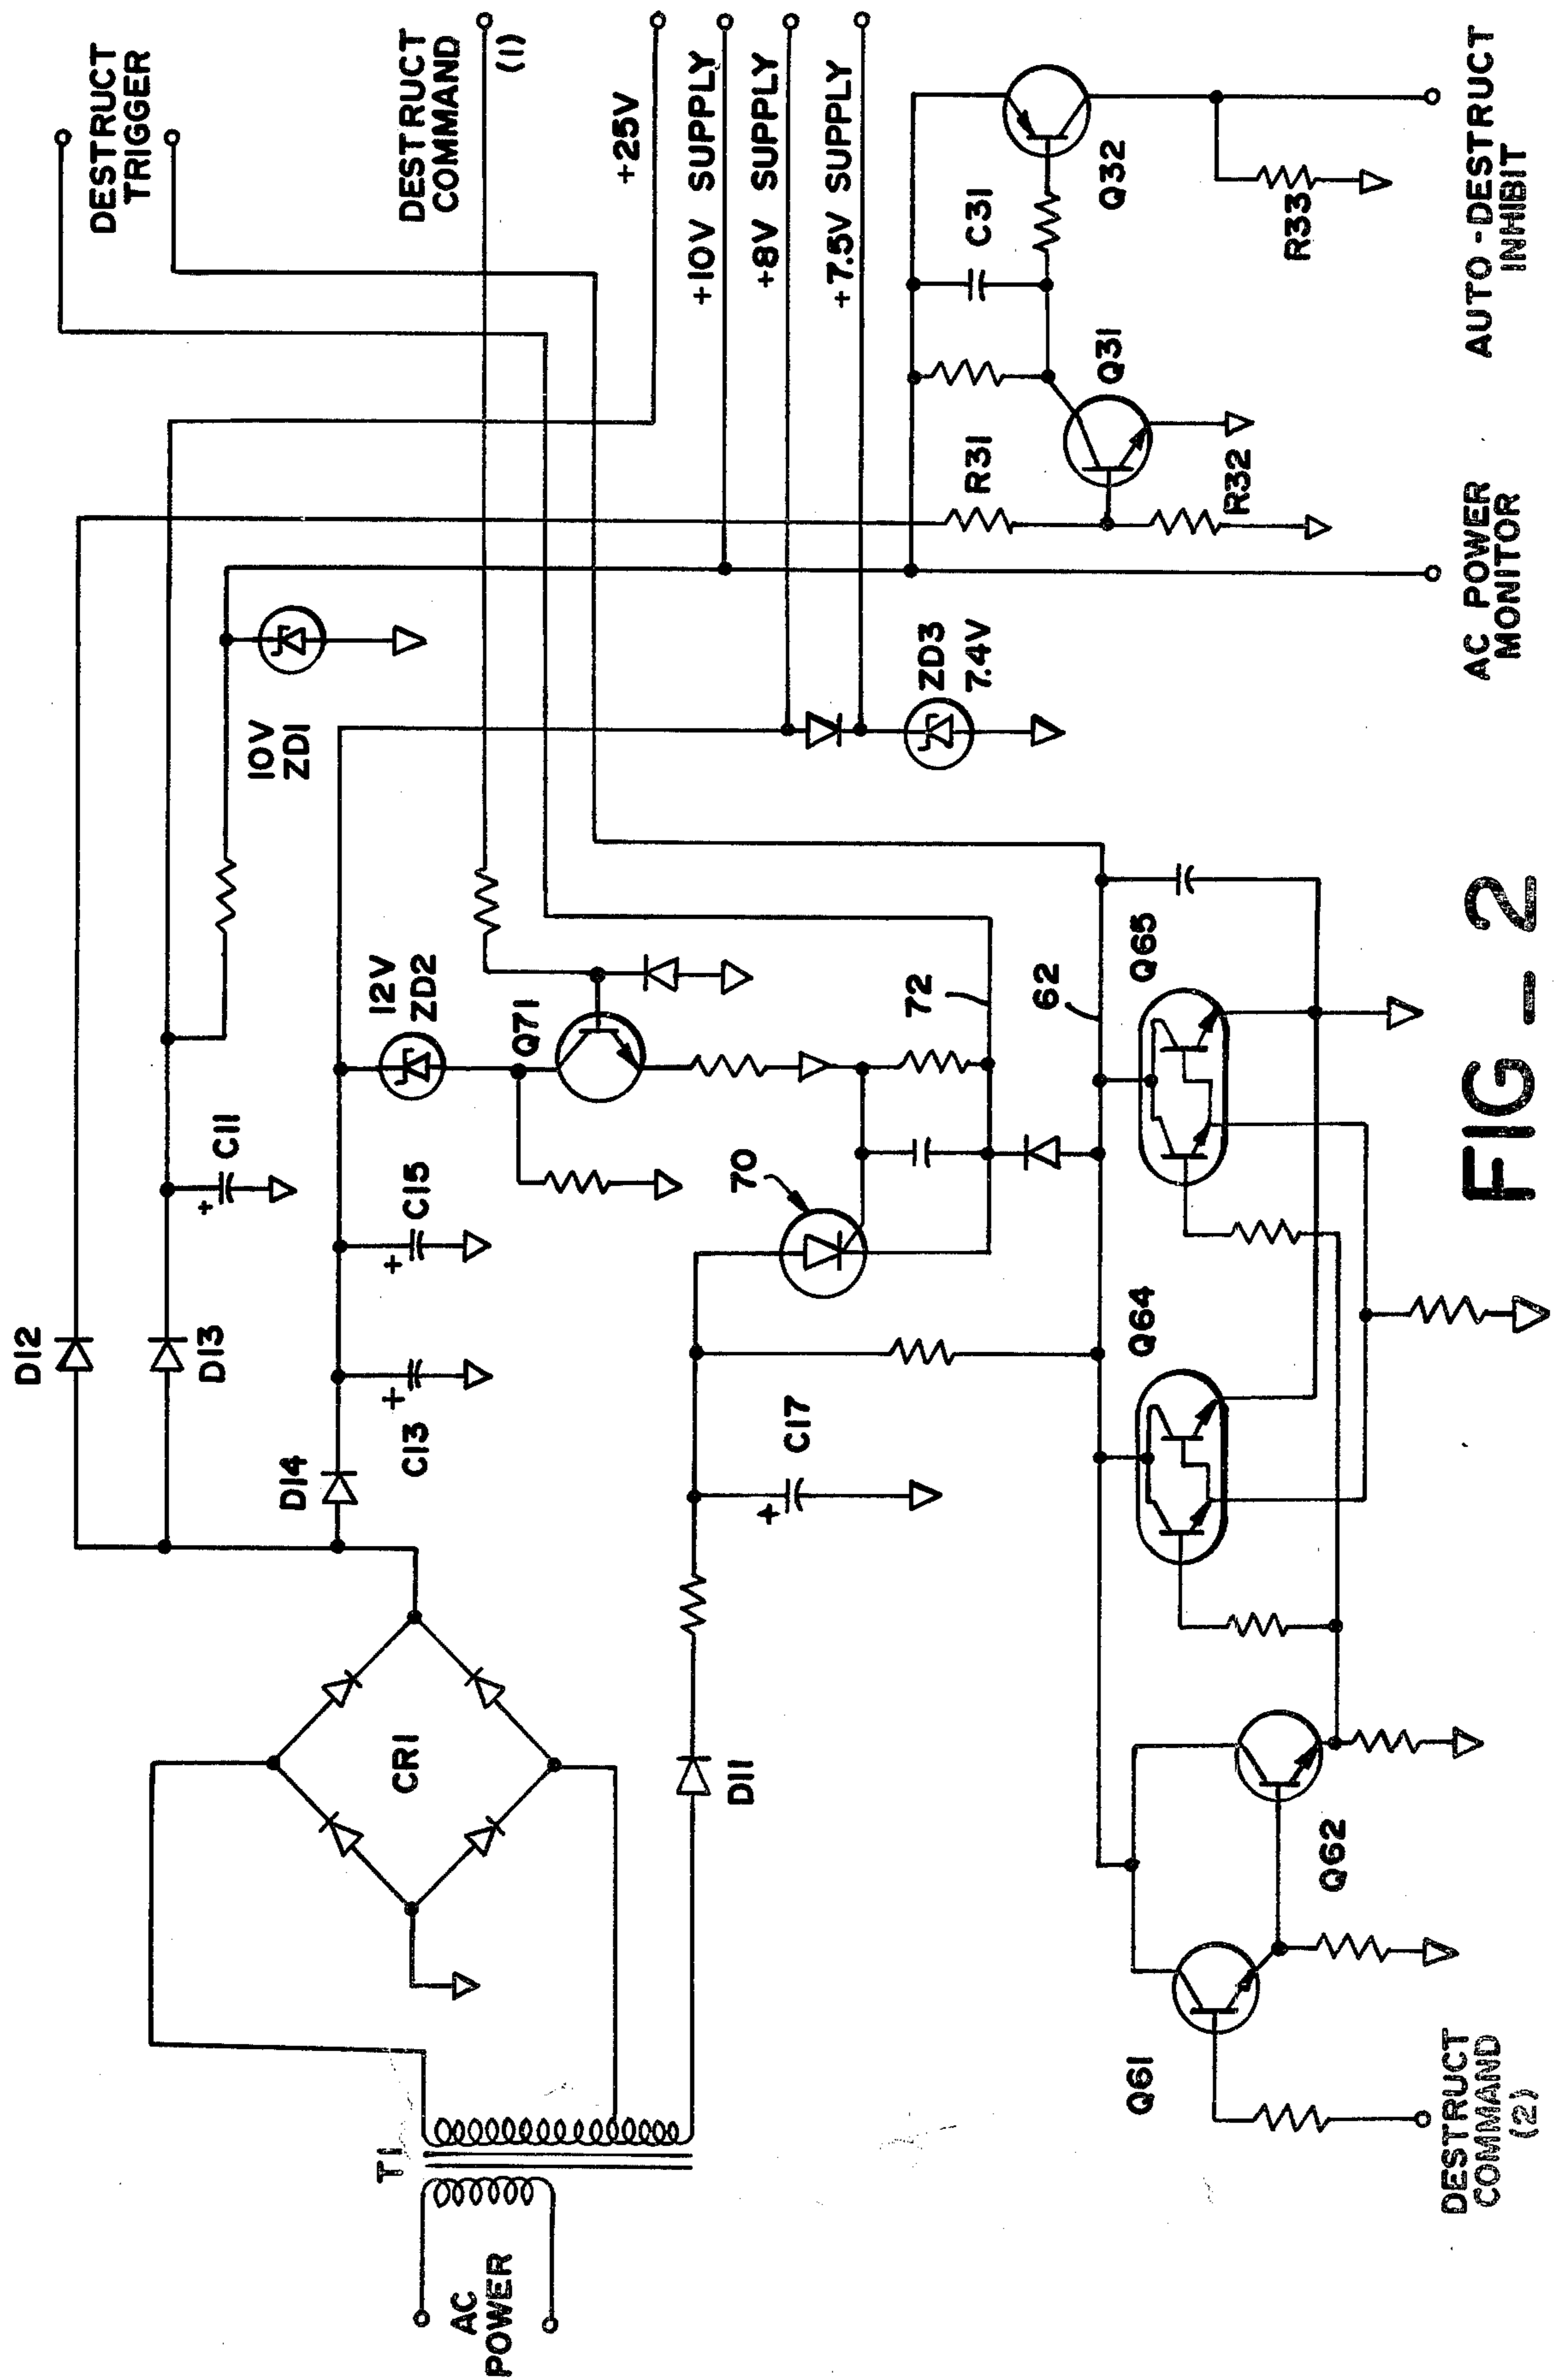 DESTRUCT
TRIGGER
DESTRUCT
COMMAND
(1)
+25V
+10V SUPPLY
+8V SUPPLY
+7.5V SUPPLY
D12
D13
C11
10V
ZD1
D14
C13
+
C15
+
+
12V
ZD2
Q71
T1
CR1
AC
POWER
D11
C17
+
70
72
62
ZD3
7.4V
R31
R32
Q31
C31
Q32
R33
Q61
Q62
Q64
Q65
DESTRUCT
COMMAND
(2)
AC POWER
MONITOR
AUTO-DESTRUCT
INHIBIT
FIG - 2